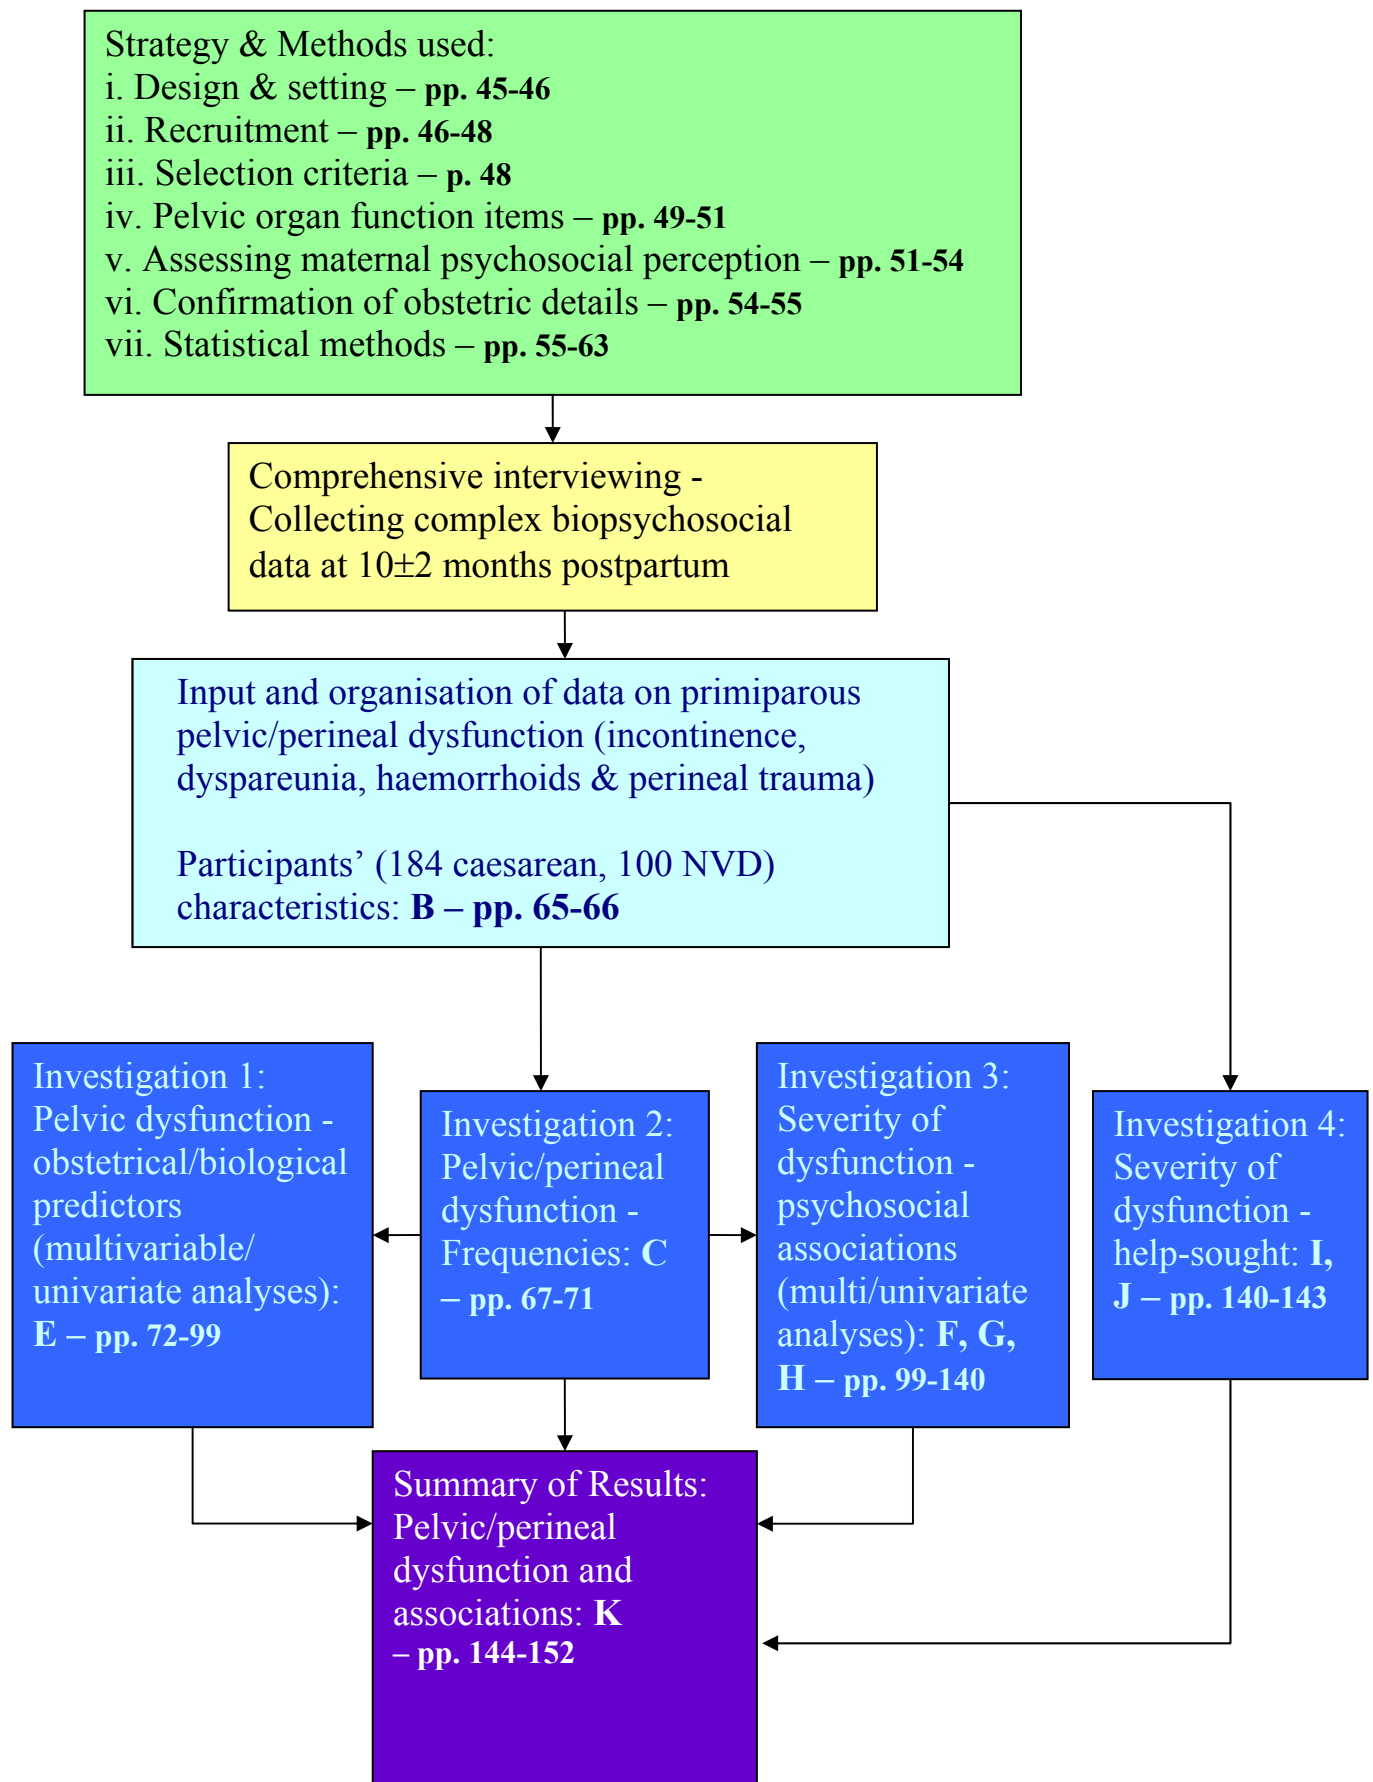 Strategy & Methods used:
i. Design & setting – pp. 45-46
ii. Recruitment – pp. 46-48
iii. Selection criteria – p. 48
iv. Pelvic organ function items – pp. 49-51
v. Assessing maternal psychosocial perception – pp. 51-54
vi. Confirmation of obstetric details – pp. 54-55
vii. Statistical methods – pp. 55-63
Comprehensive interviewing -
Collecting complex biopsychosocial
data at 10±2 months postpartum
Input and organisation of data on primiparous
pelvic/perineal dysfunction (incontinence,
dyspareunia, haemorrhoids & perineal trauma)
Participants’ (184 caesarean, 100 NVD)
characteristics: B – pp. 65-66
Investigation 1:
Pelvic dysfunction -
obstetrical/biological
predictors
(multivariable/
univariate analyses):
E – pp. 72-99
Investigation 2:
Pelvic/perineal
dysfunction -
Frequencies: C
– pp. 67-71
Investigation 3:
Severity of
dysfunction -
psychosocial
associations
(multi/univariate
analyses): F, G,
H – pp. 99-140
Investigation 4:
Severity of
dysfunction -
help-sought: I,
J – pp. 140-143
Summary of Results:
Pelvic/perineal
dysfunction and
associations: K
– pp. 144-152